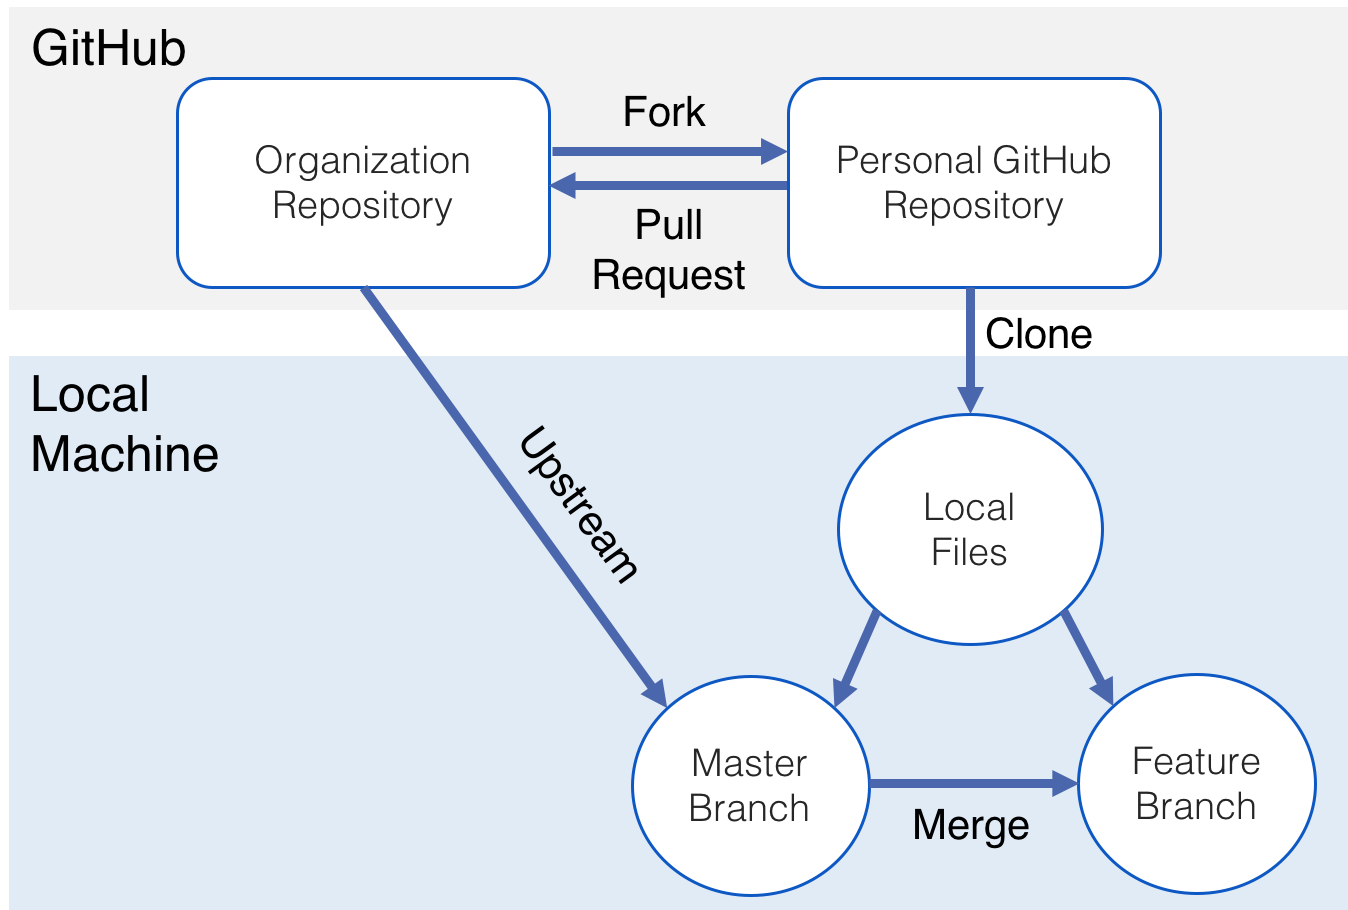 GitHub
Organization
Repository
Fork
Pull
Request
Personal GitHub
Repository
Clone
Local
Machine
Upstream
Local
Files
Master
Branch
Merge
Feature
Branch